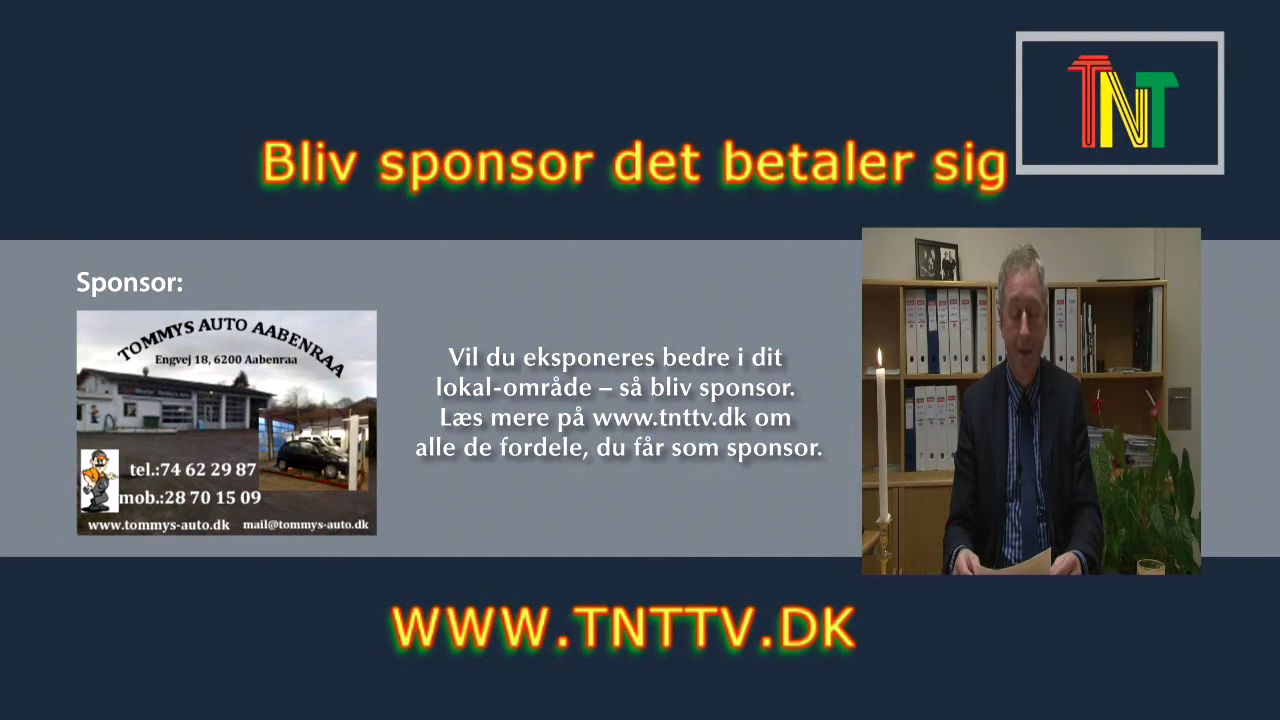 TNT
Bliv sponsor det betaler sig
Sponsor:
TOMMYS AUTO AABENRAA
Engvej 18, 6200 Aabenraa
tel.:74 62 29 87
mob.:28 70 15 09
www.tommys-auto.dk mail@tommys-auto.dk
Vil du eksponeres bedre i dit
lokal-område – så bliv sponsor.
Læs mere på www.tnttv.dk om
alle de fordele, du får som sponsor.
WWW.TNTTV.DK